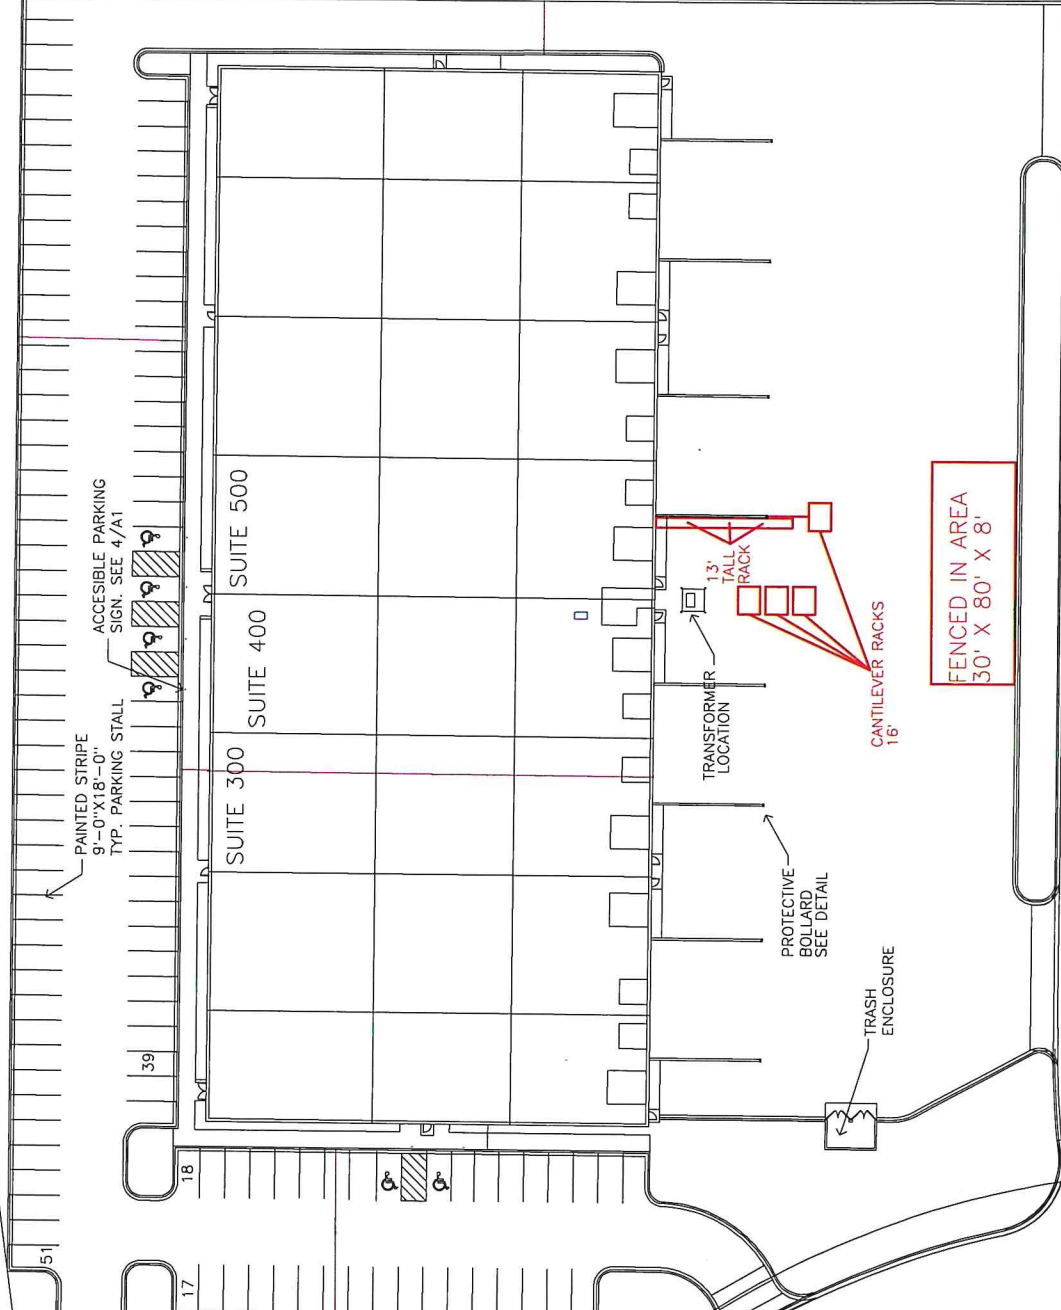 ACCESIBLE PARKING
SIGN. SEE 4/A1
PAINTED STRIPE
9'-0"X18'-0"
TYP. PARKING STALL
SUITE 500
SUITE 400
SUITE 300
13'
TALL
RACK
TRANSFORMER
LOCATION
CANTILEVER RACKS
16'
FENCED IN AREA
30' X 80' X 8'
PROTECTIVE
BOLLARD
SEE DETAIL
TRASH
ENCLOSURE
39
18
51
17